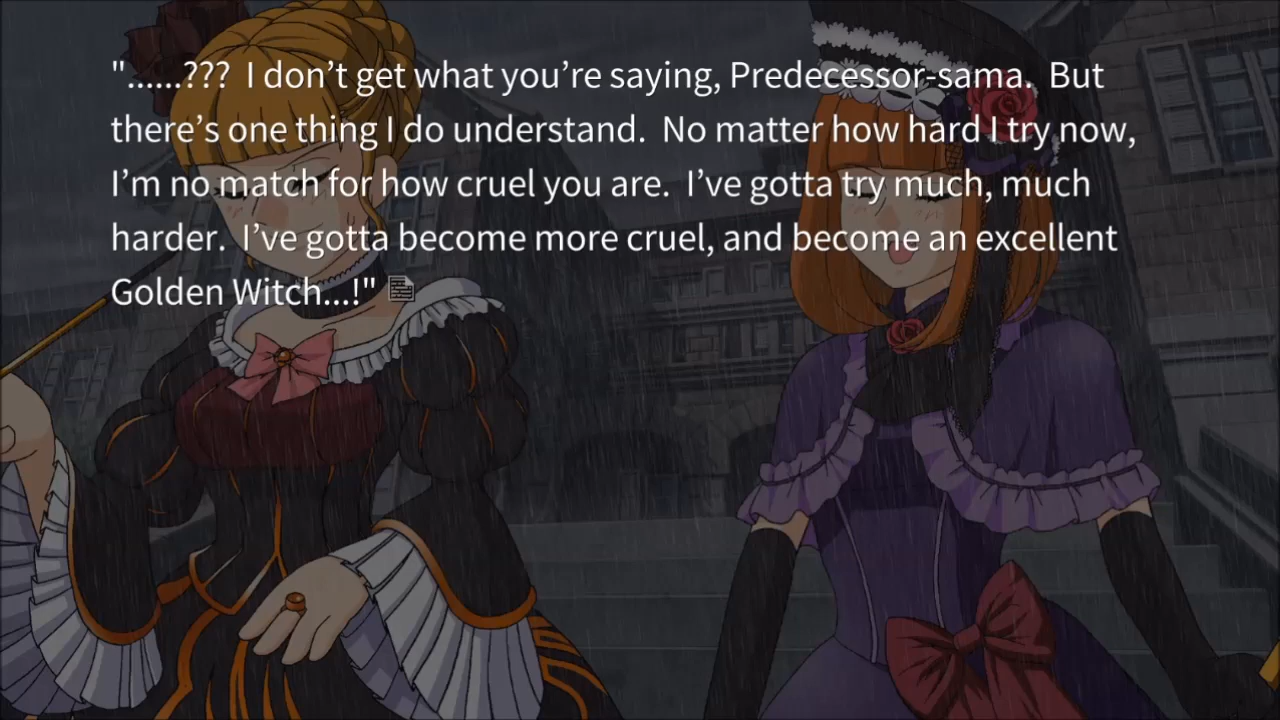 "......???  I don’t get what you’re saying, Predecessor-sama.  But
there’s one thing I do understand.  No matter how hard I try now,
I’m no match for how cruel you are.  I’ve gotta try much, much
harder.  I’ve gotta become more cruel, and become an excellent
Golden Witch...!"